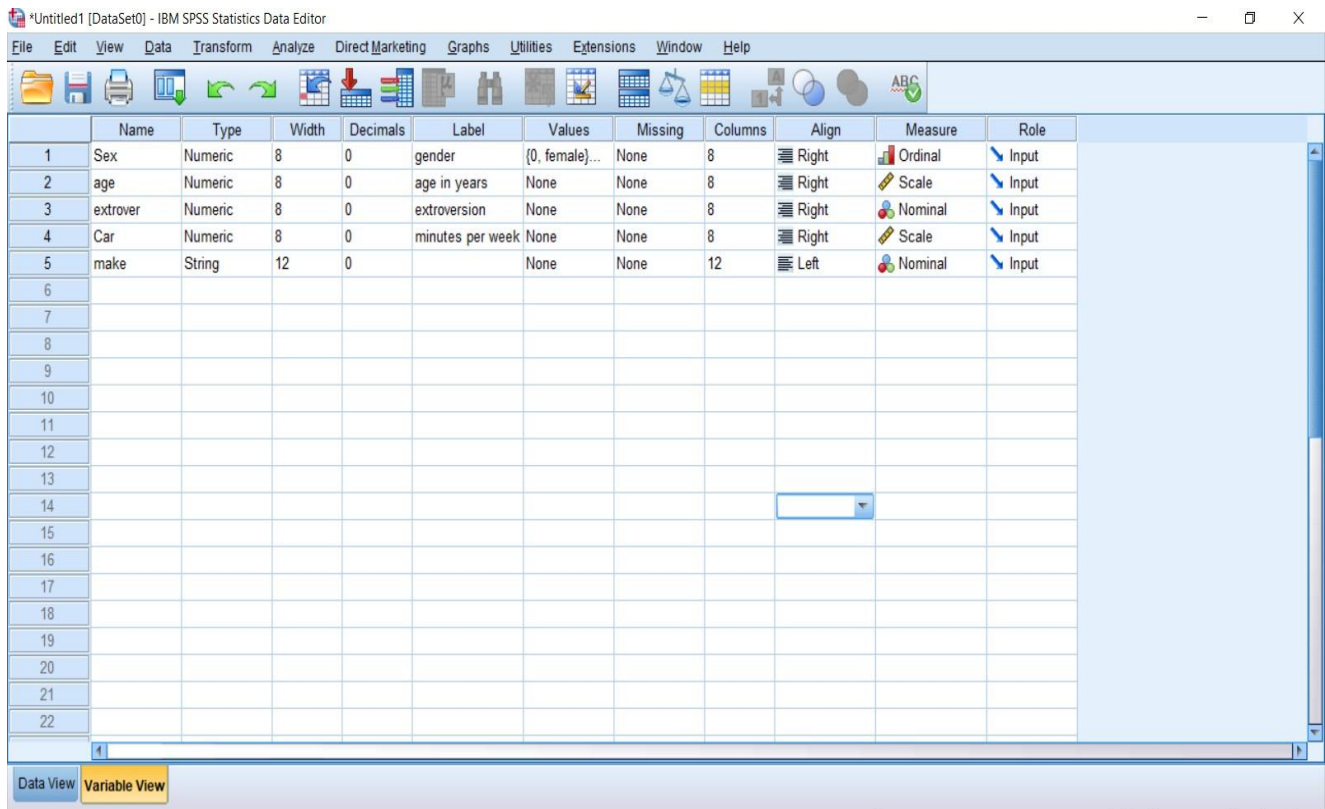 *Untitled1 [DataSet0] - IBM SPSS Statistics Data Editor
File Edit View Data Transform Analyze Direct Marketing Graphs Utilities Extensions Window Help
Name Type Width Decimals Label Values Missing Columns Align Measure Role
1 Sex Numeric 8 0 gender {0, female}... None 8 Right Ordinal Input
2 age Numeric 8 0 age in years None None 8 Right Scale Input
3 extrover Numeric 8 0 extroversion None None 8 Right Nominal Input
4 Car Numeric 8 0 minutes per week None None 8 Right Scale Input
5 make String 12 0 None None 12 Left Nominal Input
6
7
8
9
10
11
12
13
14
15
16
17
18
19
20
21
22
Data View Variable View